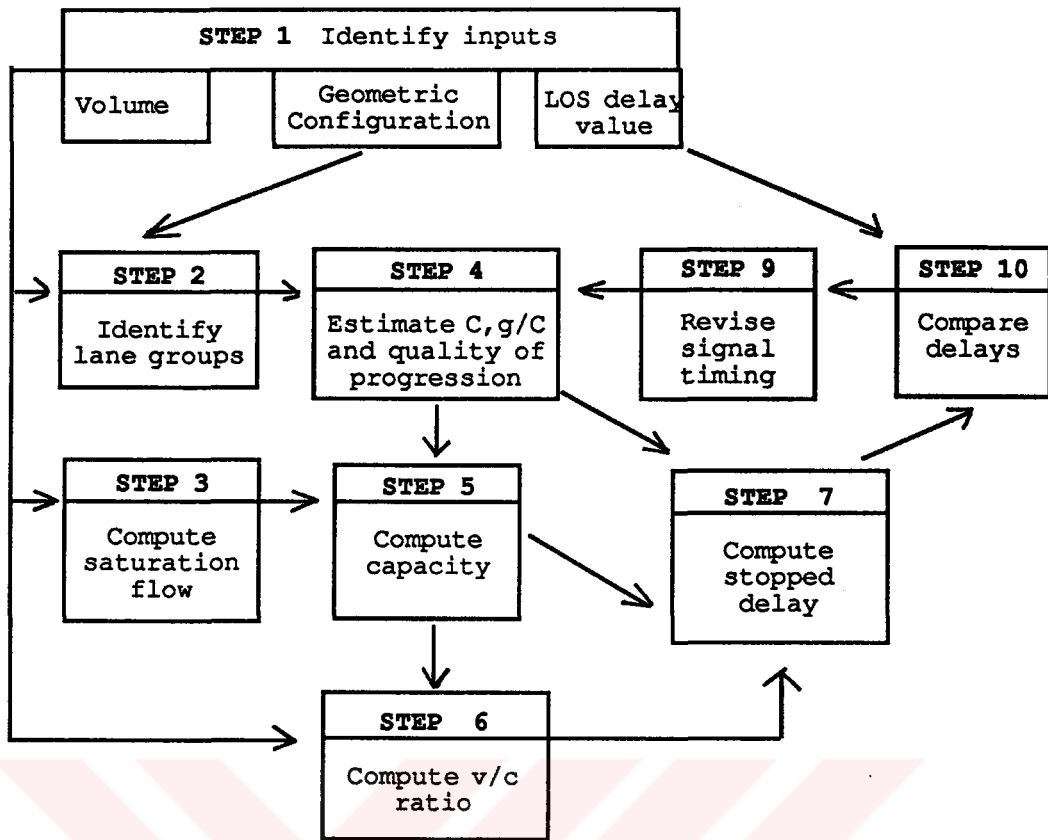 STEP 1 Identify inputs
Volume
Geometric
Configuration
LOS delay
value
STEP 2
Identify
lane groups
STEP 4
Estimate C,g/C
and quality of
progression
STEP 9
Revise
signal
timing
STEP 10
Compare
delays
STEP 3
Compute
saturation
flow
STEP 5
Compute
capacity
STEP 7
Compute
stopped
delay
STEP 6
Compute v/c
ratio